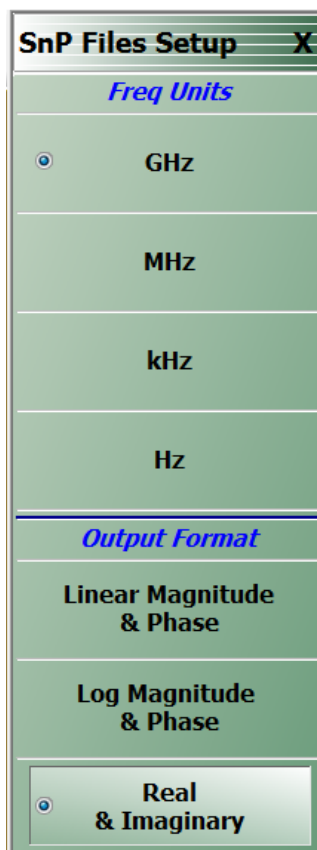 SnP Files Setup X
Freq Units
GHz
MHz
kHz
Hz
Output Format
Linear Magnitude
& Phase
Log Magnitude
& Phase
Real
& Imaginary